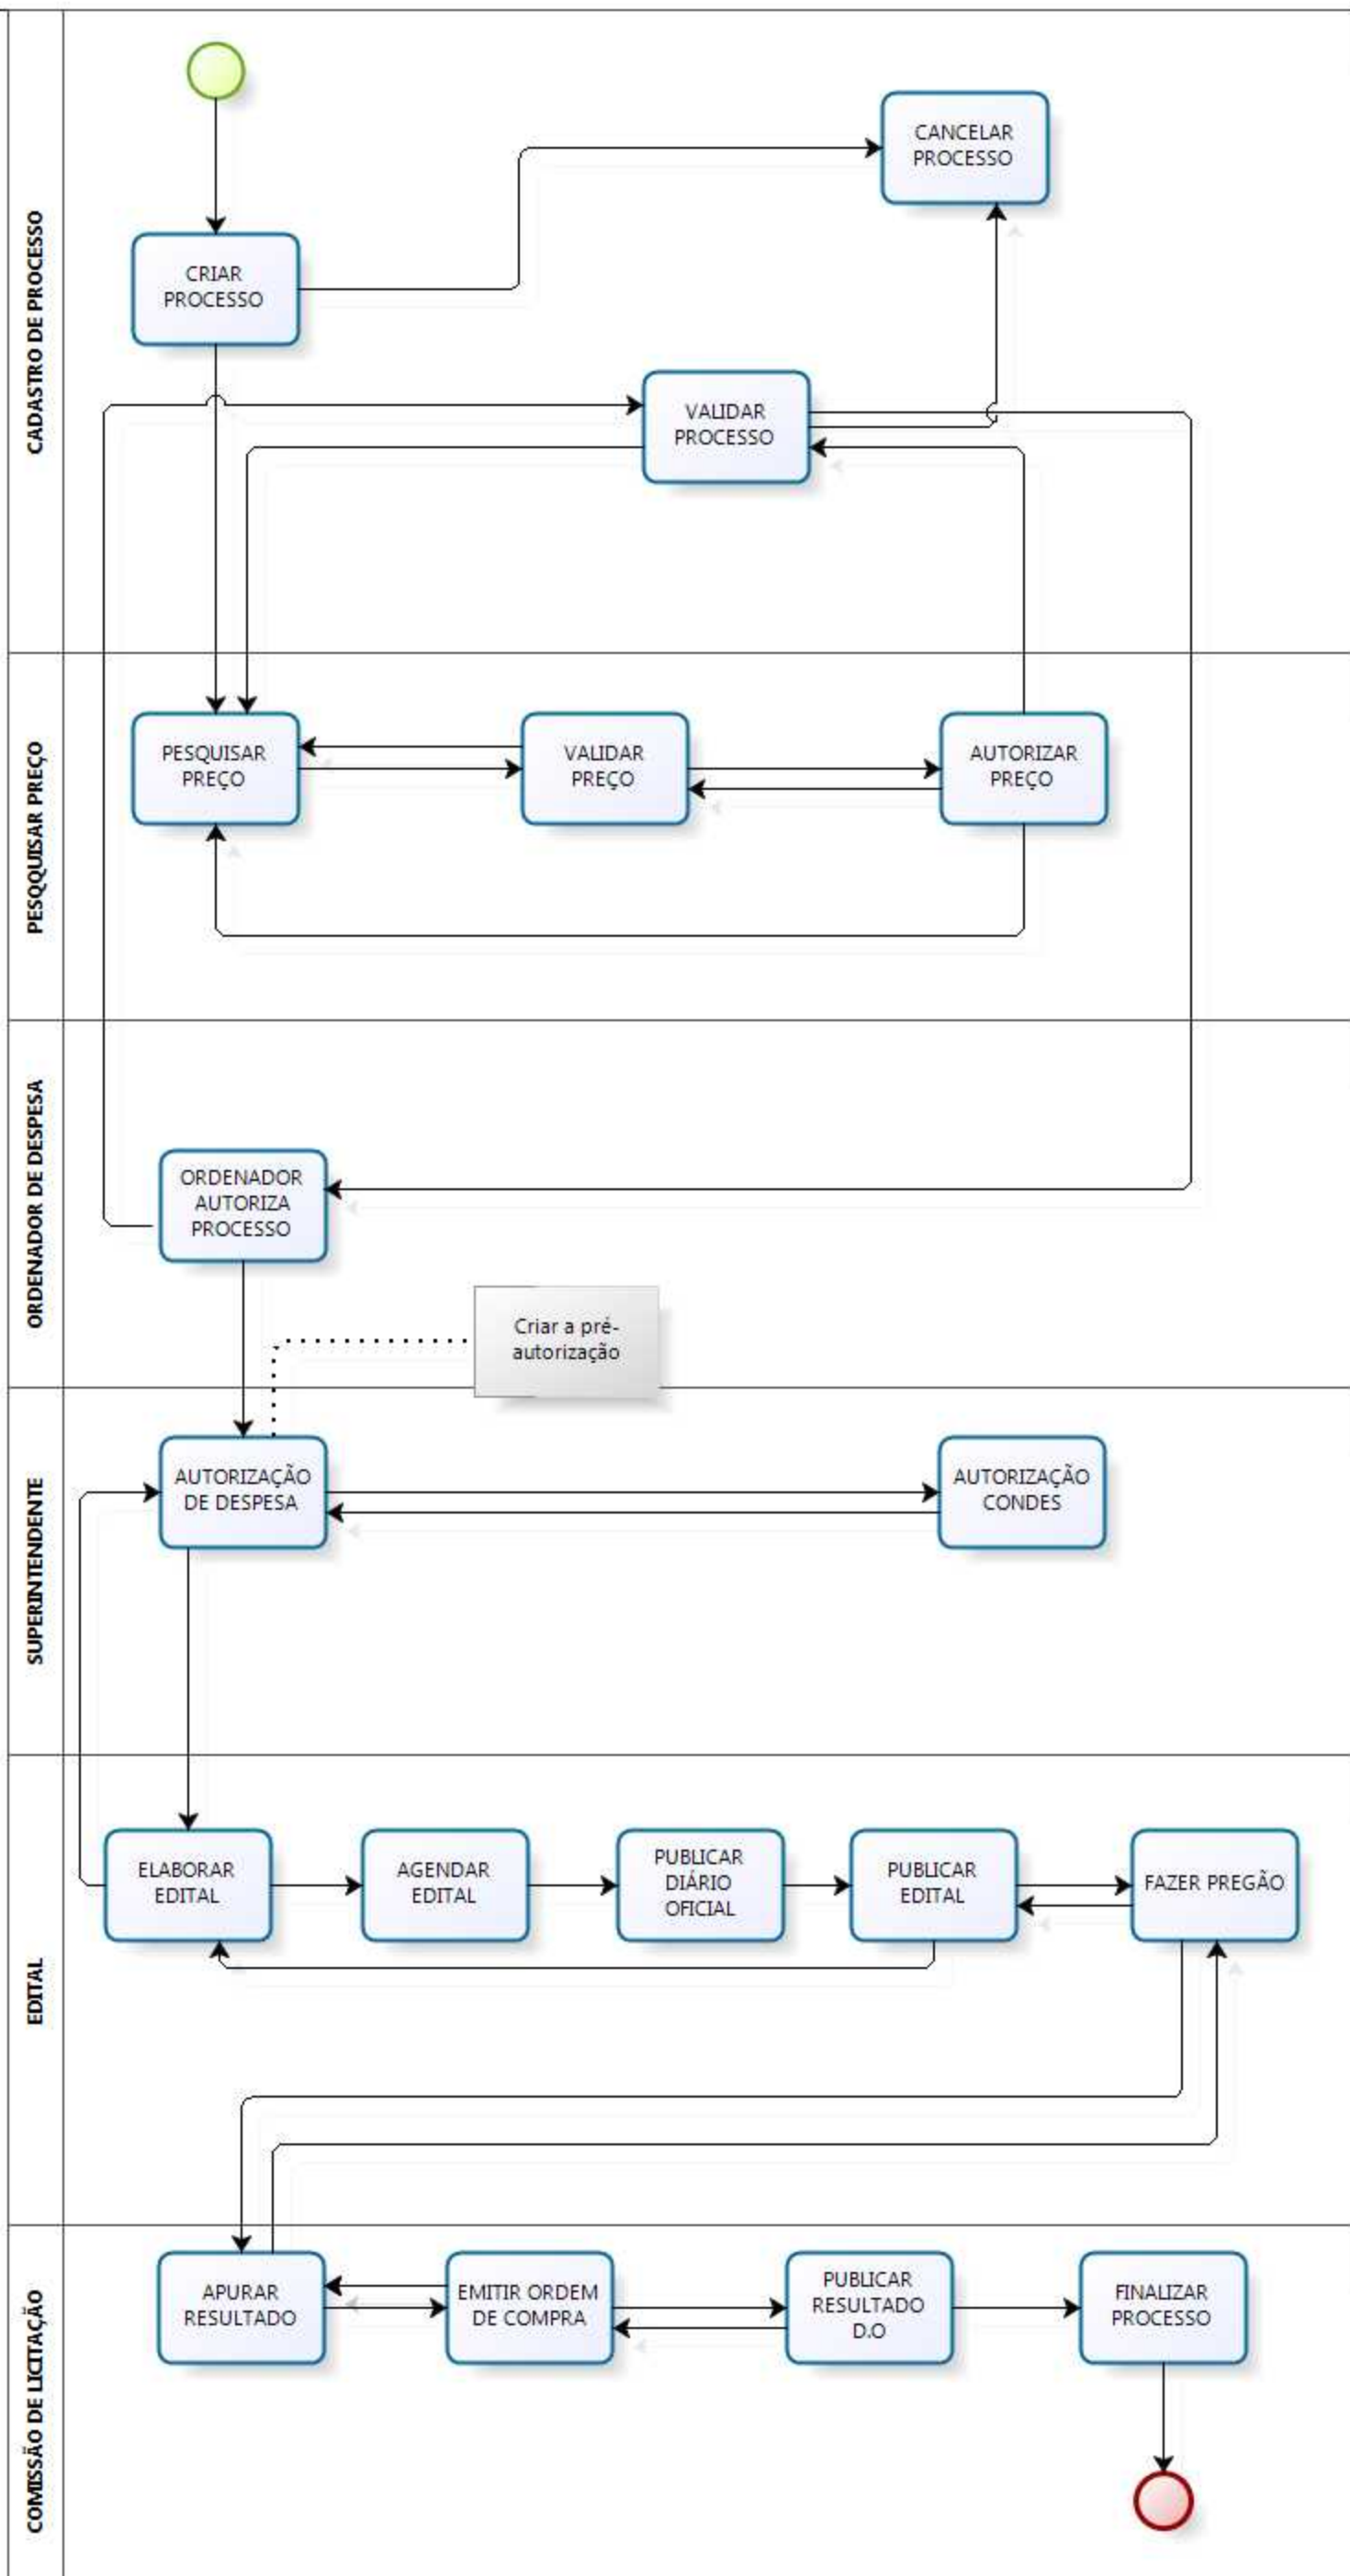 CADASTRO DE PROCESSO
CANCELAR
PROCESSO
CRIAR
PROCESSO
VALIDAR
PROCESSO
PESQQUISAR PREÇO
PESQUISAR
PREÇO
VALIDAR
PREÇO
AUTORIZAR
PREÇO
ORDENADOR DE DESPESA
ORDENADOR
AUTORIZA
PROCESSO
Criar a pré-
autorização
SUPERINTENDENTE
AUTORIZAÇÃO
DE DESPESA
AUTORIZAÇÃO
CONDES
EDITAL
ELABORAR
EDITAL
AGENDAR
EDITAL
PUBLICAR
DIÁRIO
OFICIAL
PUBLICAR
EDITAL
FAZER PREGÃO
COMISSÃO DE LICITAÇÃO
APURAR
RESULTADO
EMITIR ORDEM
DE COMPRA
PUBLICAR
RESULTADO
D.O
FINALIZAR
PROCESSO